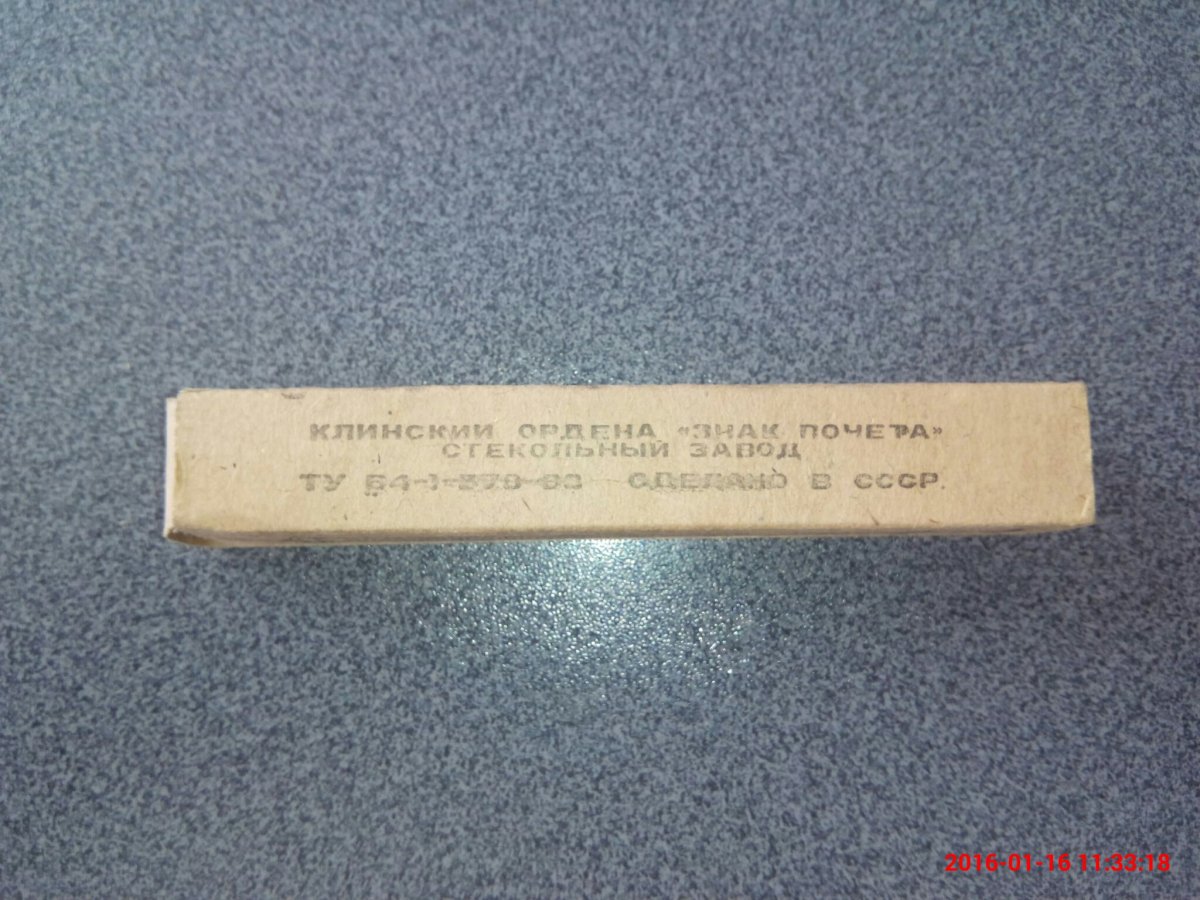 КЛИНСКИЙ ОРДЕНА «ЗНАК ПОЧЕТА»
СТЕКОЛЬНЫЙ ЗАВОД
ТУ СДЕЛАНО В СССР.
2016-01-16 11:33:18